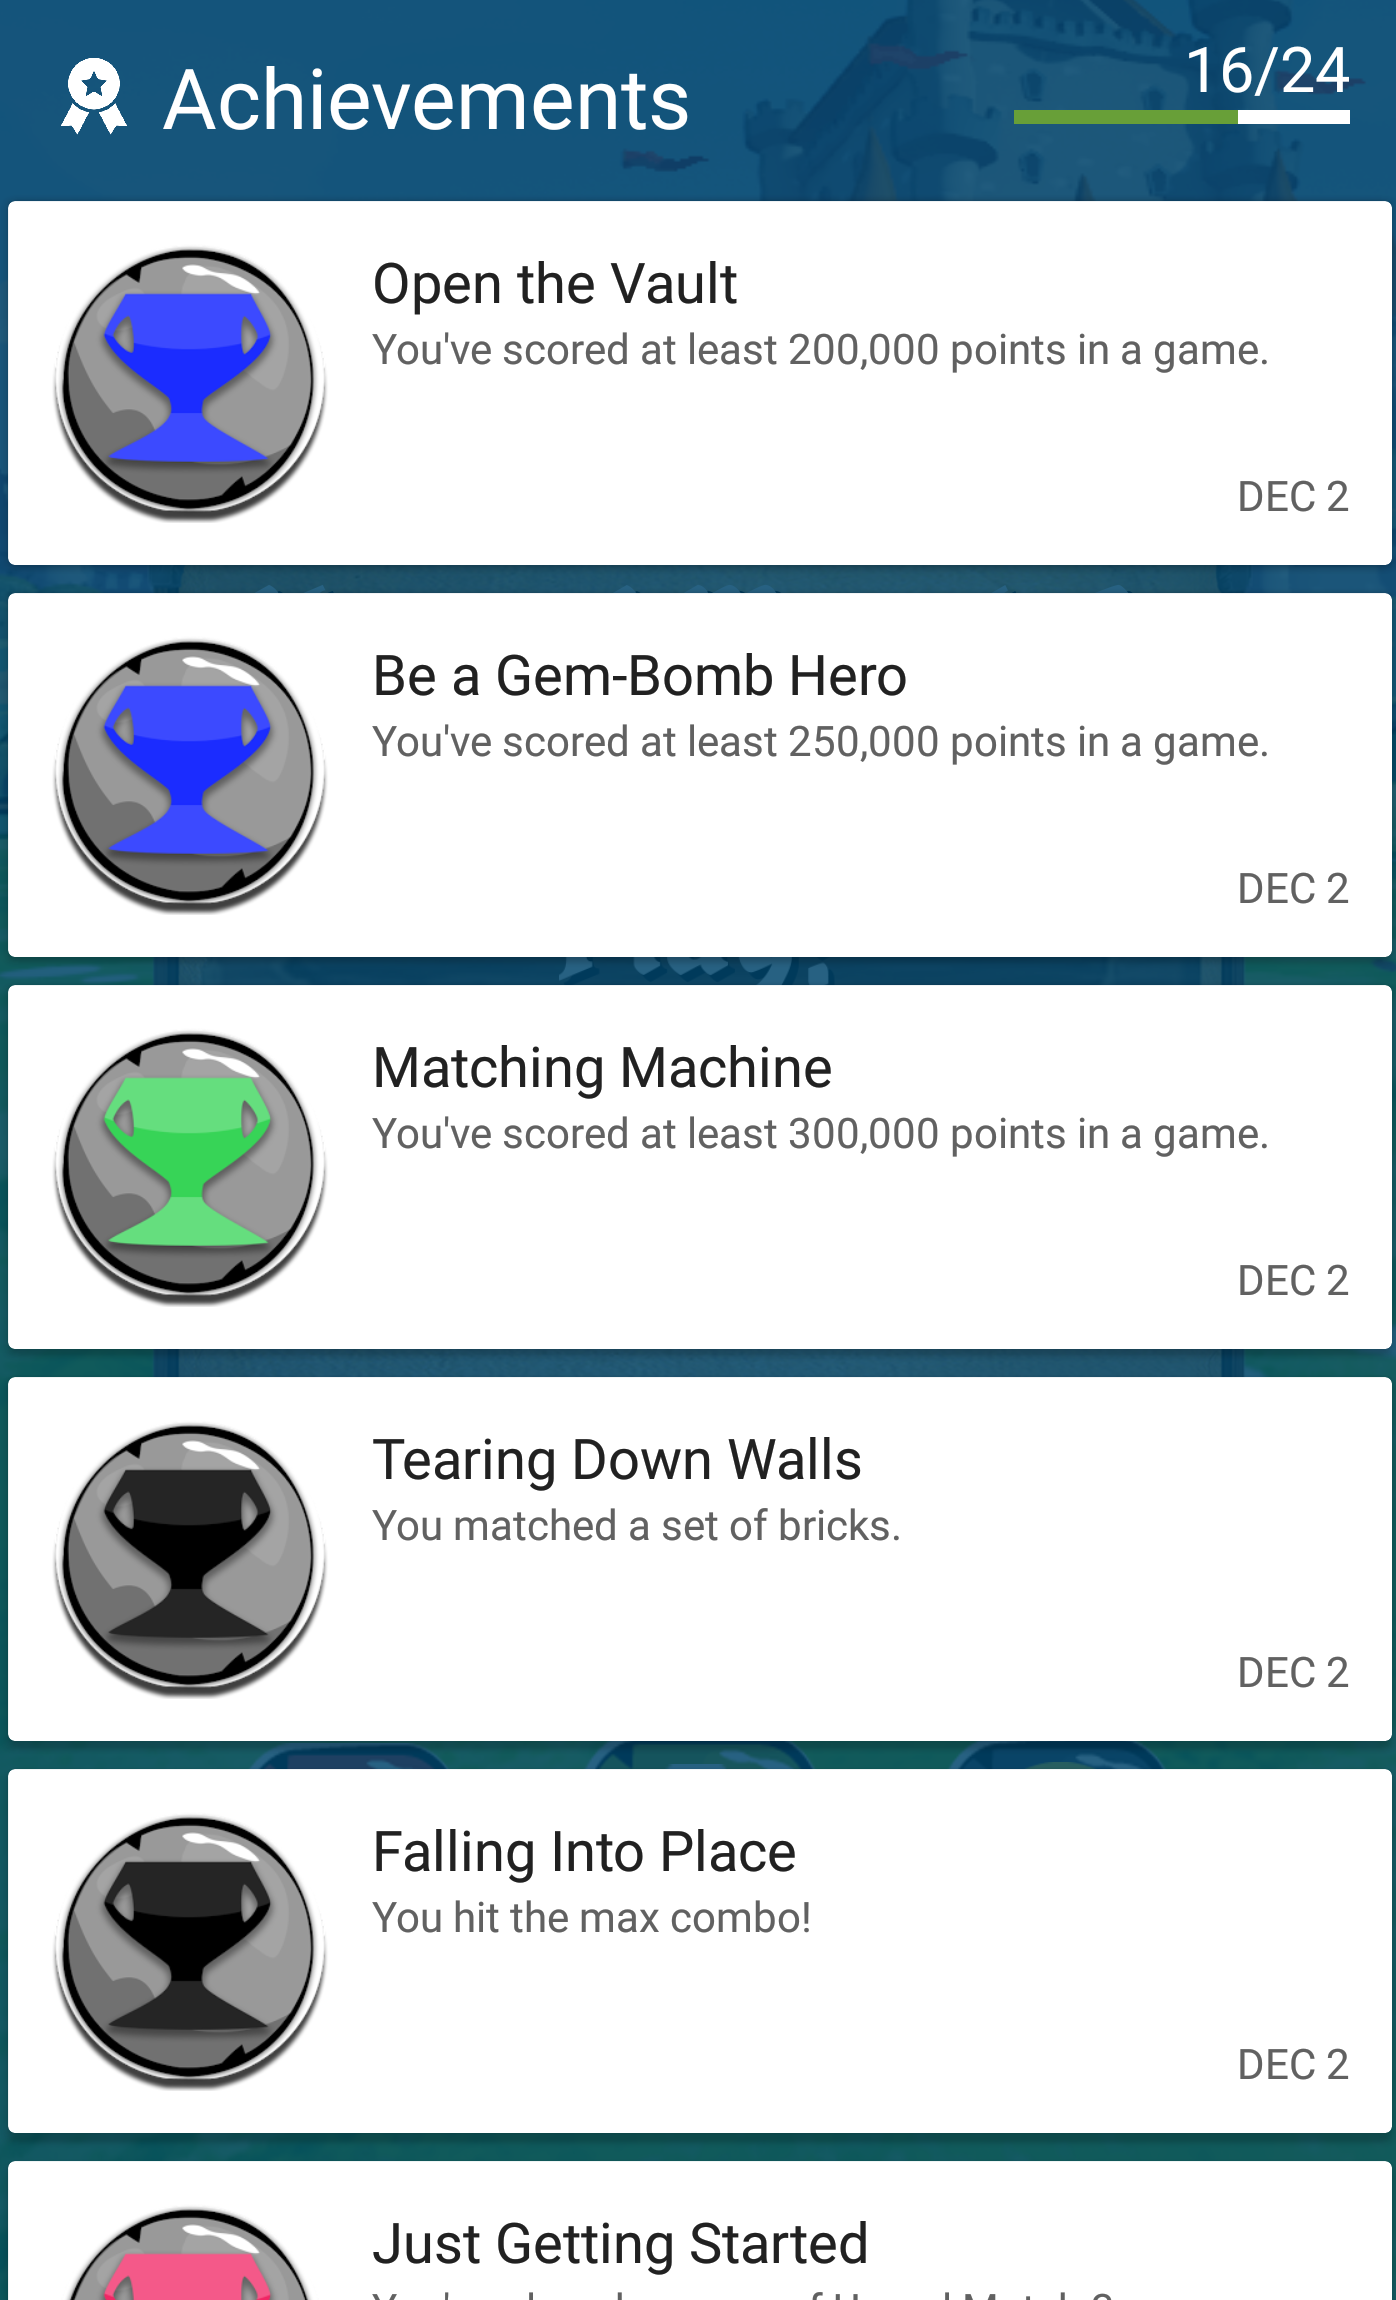 Achievements
16/24
Open the Vault
You've scored at least 200,000 points in a game.
DEC 2
Be a Gem-Bomb Hero
You've scored at least 250,000 points in a game.
DEC 2
Matching Machine
You've scored at least 300,000 points in a game.
DEC 2
Tearing Down Walls
You matched a set of bricks.
DEC 2
Falling Into Place
You hit the max combo!
DEC 2
Just Getting Started